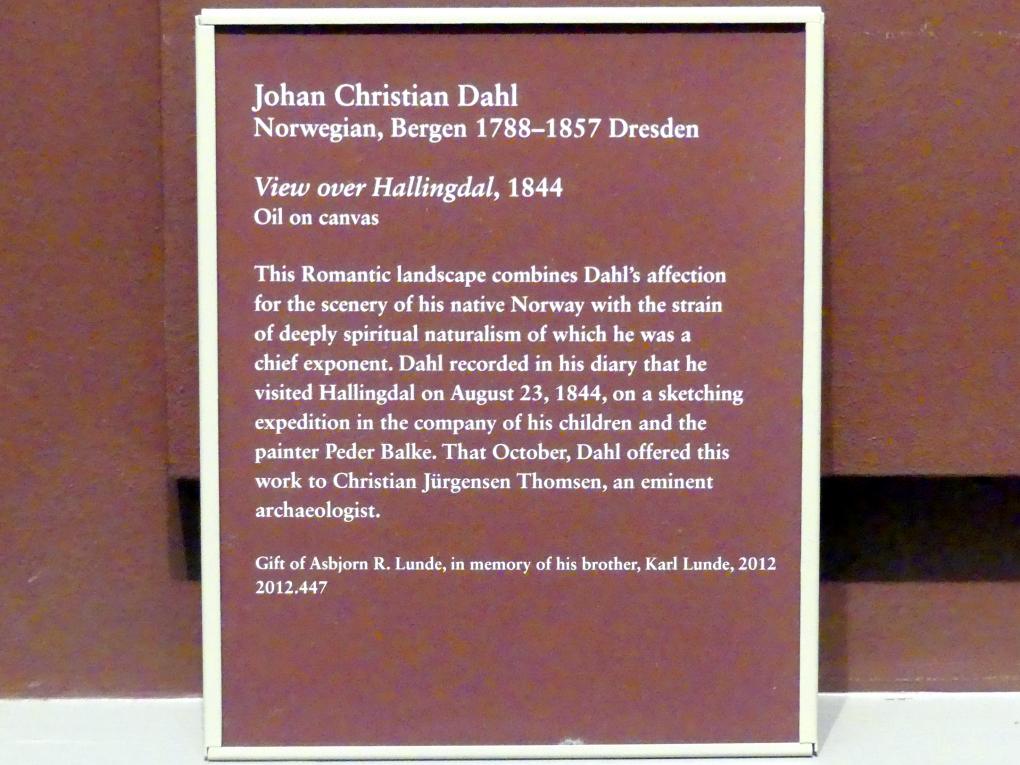 Johan Christian Dahl
Norwegian, Bergen 1788–1857 Dresden
View over Hallingdal, 1844
Oil on canvas
This Romantic landscape combines Dahl's affection
for the scenery of his native Norway with the strain
of deeply spiritual naturalism of which he was a
chief exponent. Dahl recorded in his diary that he
visited Hallingdal on August 23, 1844, on a sketching
expedition in the company of his children and the
painter Peder Balke. That October, Dahl offered this
work to Christian Jürgensen Thomsen, an eminent
archaeologist.
Gift of Asbjorn R. Lunde, in memory of his brother, Karl Lunde, 2012
2012.447